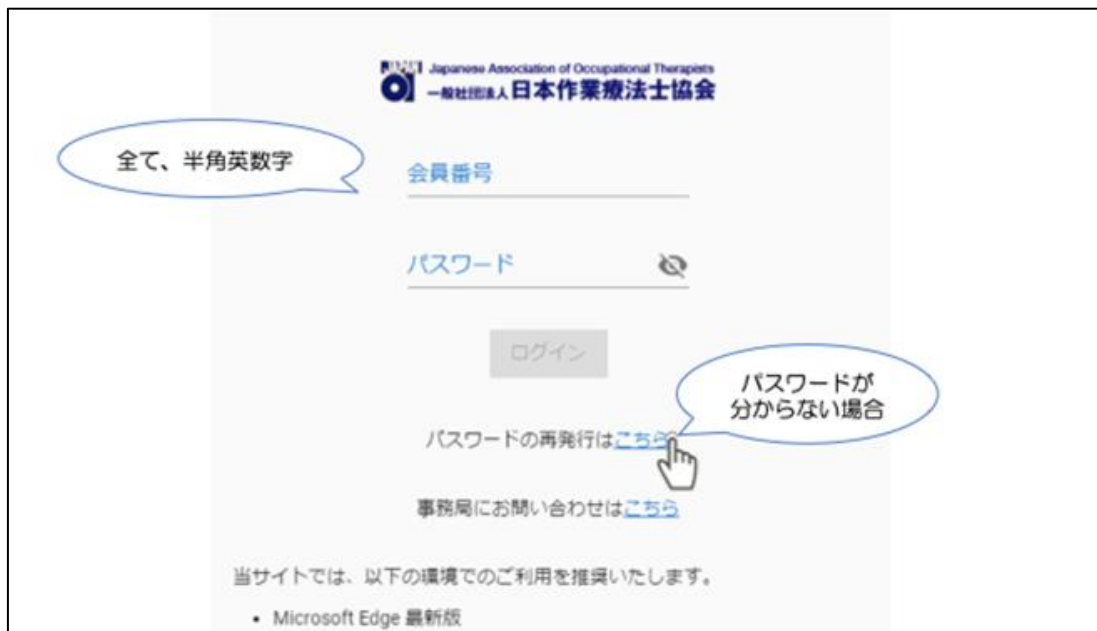 JAPAN
Japanese Association of Occupational Therapists
一般社団法人日本作業療法士協会
全て、半角英数字
会員番号
パスワード
ログイン
パスワードが
分からない場合
パスワードの再発行はこちら
事務局にお問い合わせはこちら
当サイトでは、以下の環境でのご利用を推奨いたします。
• Microsoft Edge 最新版